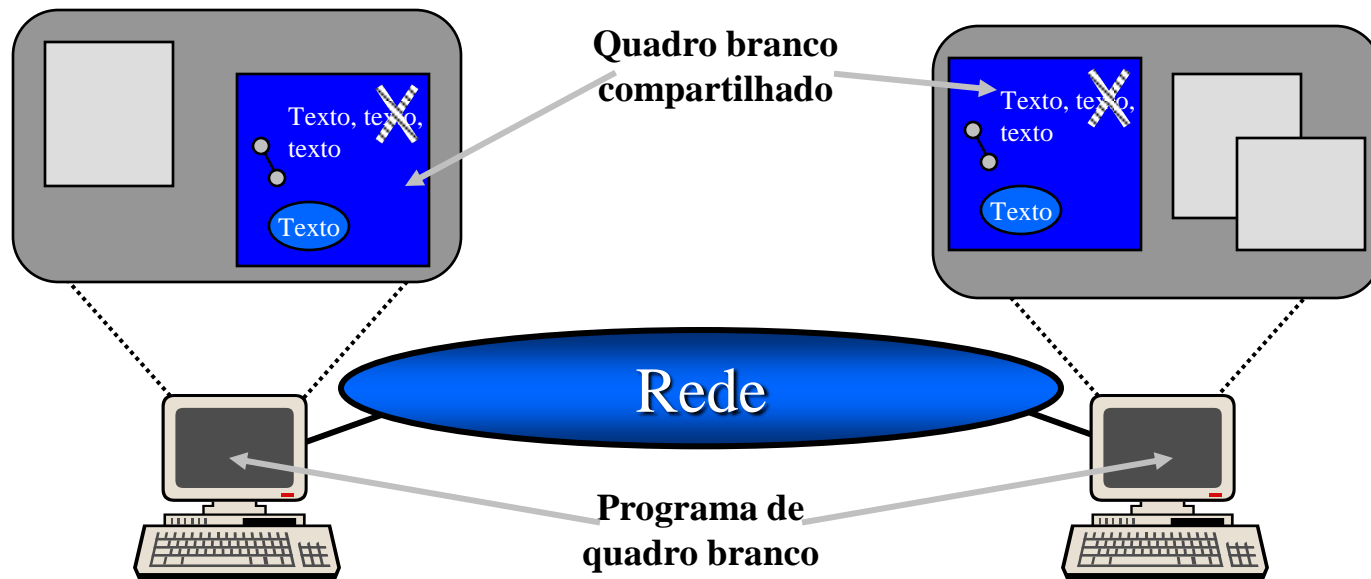 Quadro branco
compartilhado
Texto, texto,
texto
Texto
Texto, texto,
texto
Texto
Rede
Programa de
quadro branco